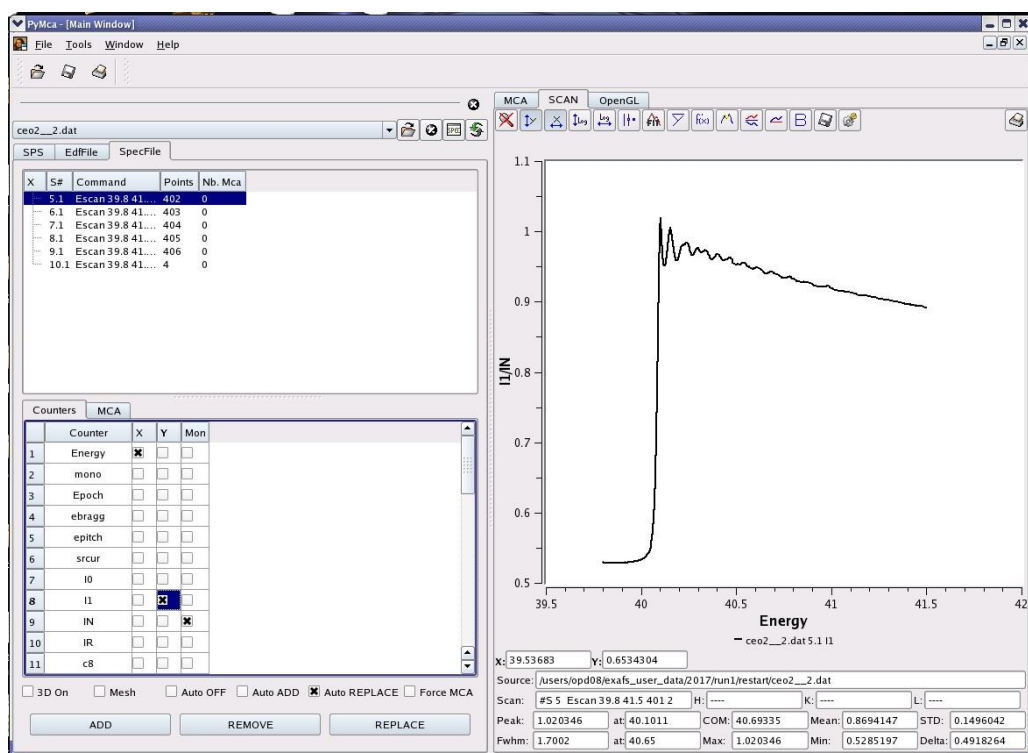 PyMca - [Main Window]
File Tools Window Help
ceo2__2.dat
SPS EdfFile SpecFile
X S# Command Points Nb. Mca
5.1 Escan 39.8 41.... 402 0
6.1 Escan 39.8 41.... 403 0
7.1 Escan 39.8 41.... 404 0
8.1 Escan 39.8 41.... 405 0
9.1 Escan 39.8 41.... 406 0
10.1 Escan 39.8 41.... 4 0
Counters MCA
Counter X Y Mon
1 Energy
2 mono
3 Epoch
4 ebragg
5 epitch
6 srcur
7 I0
8 I1
9 IN
10 IR
11 c8
3D On Mesh Auto OFF Auto ADD Auto REPLACE Force MCA
ADD REMOVE REPLACE
MCA SCAN OpenGL
Log Log f(x) B
1.1
1
0.9
0.8
0.7
0.6
0.5
I1/IN
39.5 40 40.5 41 41.5 42
Energy
ceo2__2.dat 5.1 I1
X: 39.53683 Y: 0.6534304
Source: /users/opd08/exafs_user_data/2017/run1/restart/ceo2__2.dat
Scan: #S 5 Escan 39.8 41.5 401 2 H: ---- K: ---- L: ----
Peak: 1.020346 at: 40.1011 COM: 40.69335 Mean: 0.8694147 STD: 0.1496042
Fwhm: 1.7002 at: 40.65 Max: 1.020346 Min: 0.5285197 Delta: 0.4918264